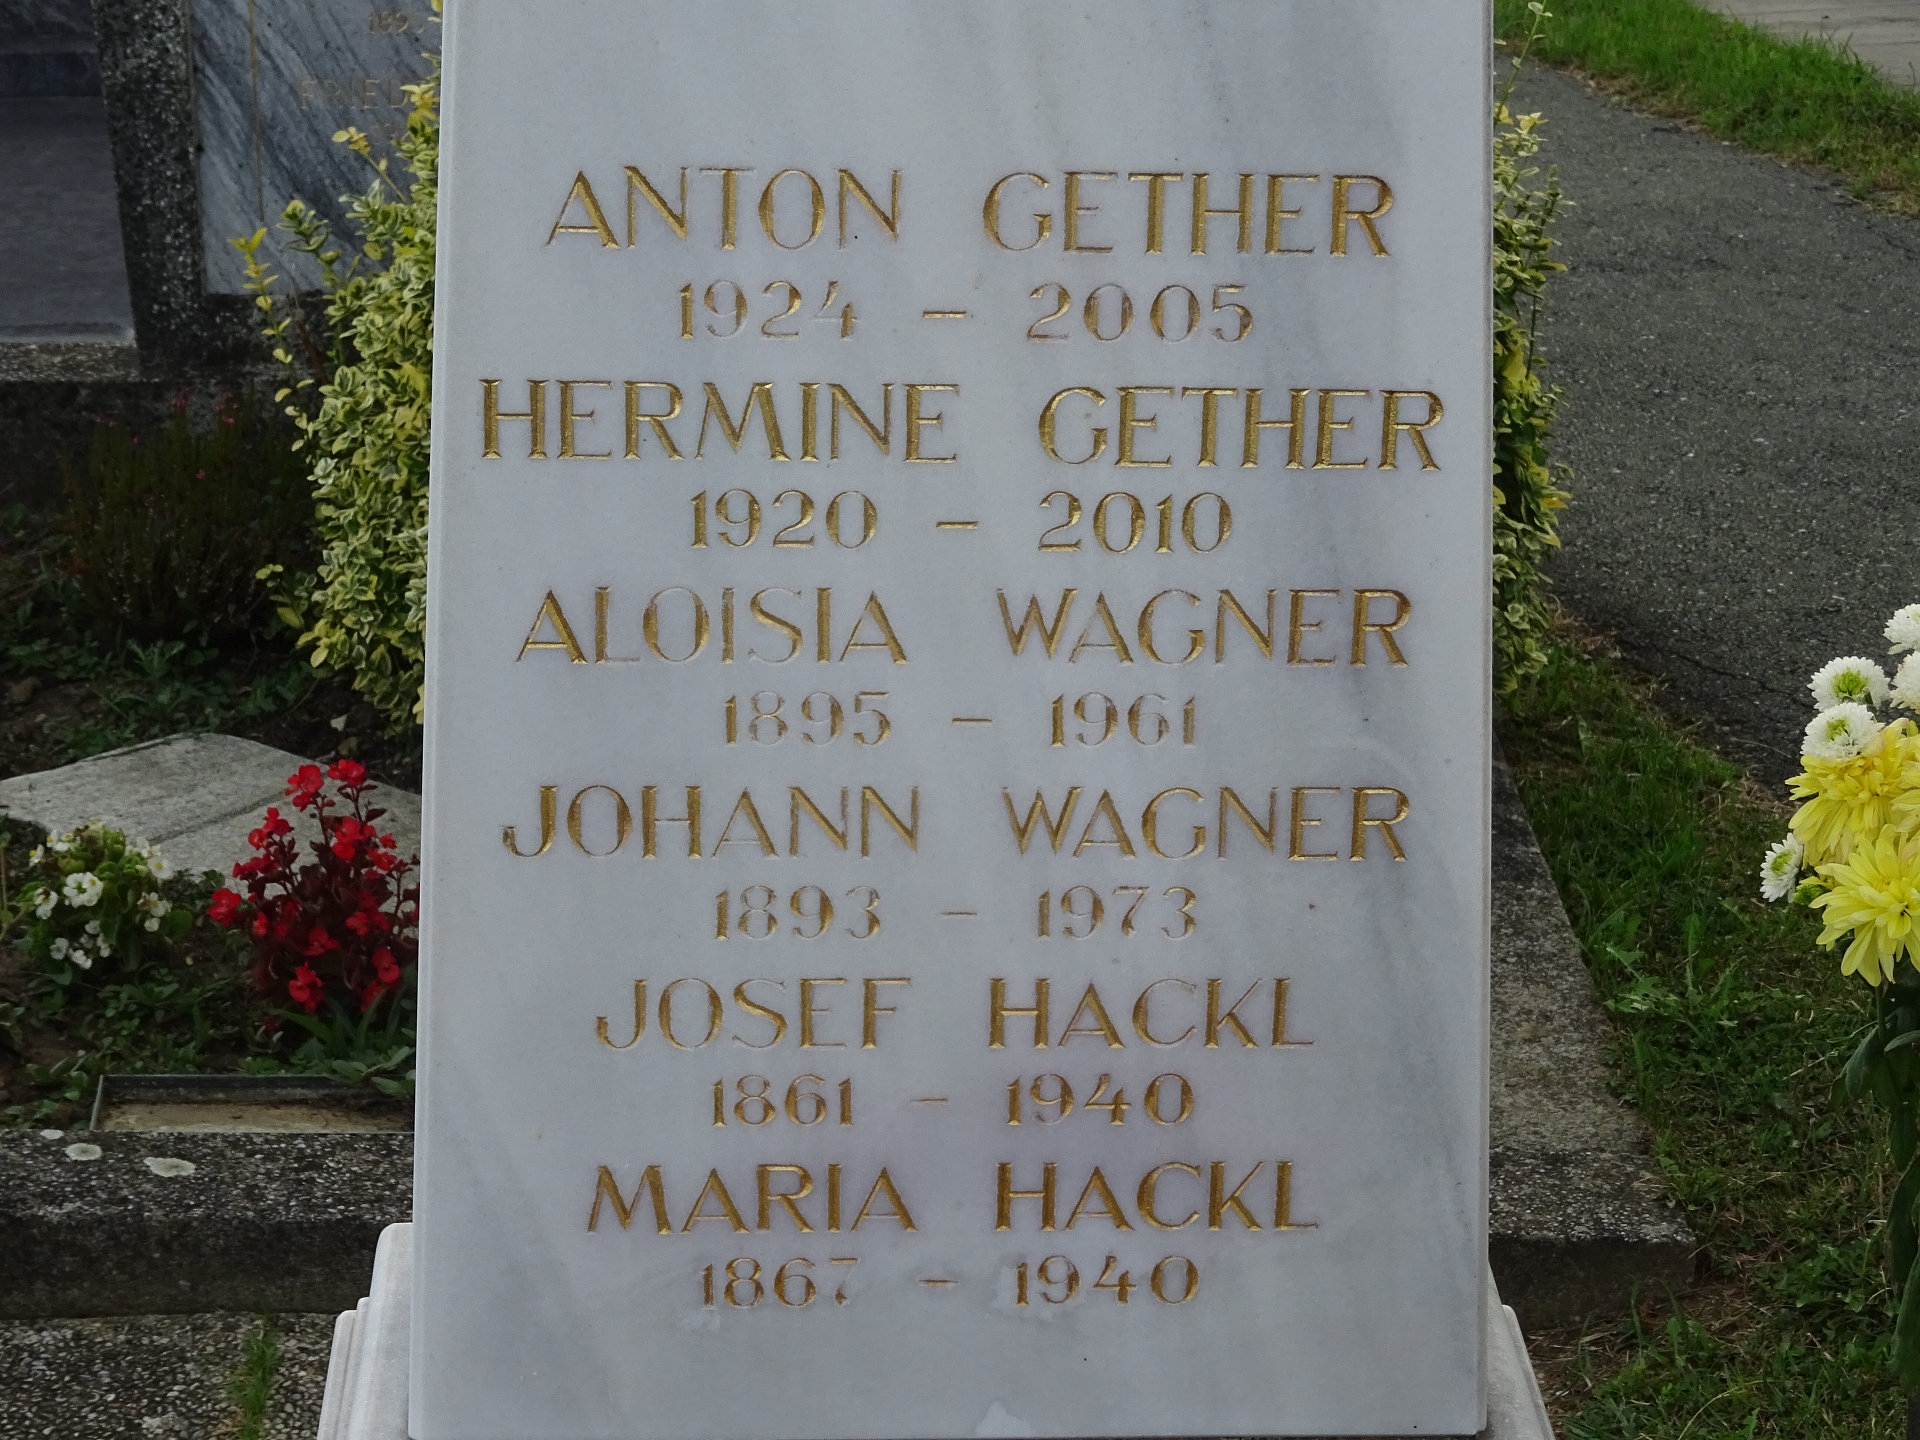 ANTON GETHER
1924 - 2005
HERMINE GETHER
1920 - 2010
ALOISIA WAGNER
1895 - 1961
JOHANN WAGNER
1893 - 1973
JOSEF HACKL
1861 - 1940
MARIA HACKL
1867 - 1940